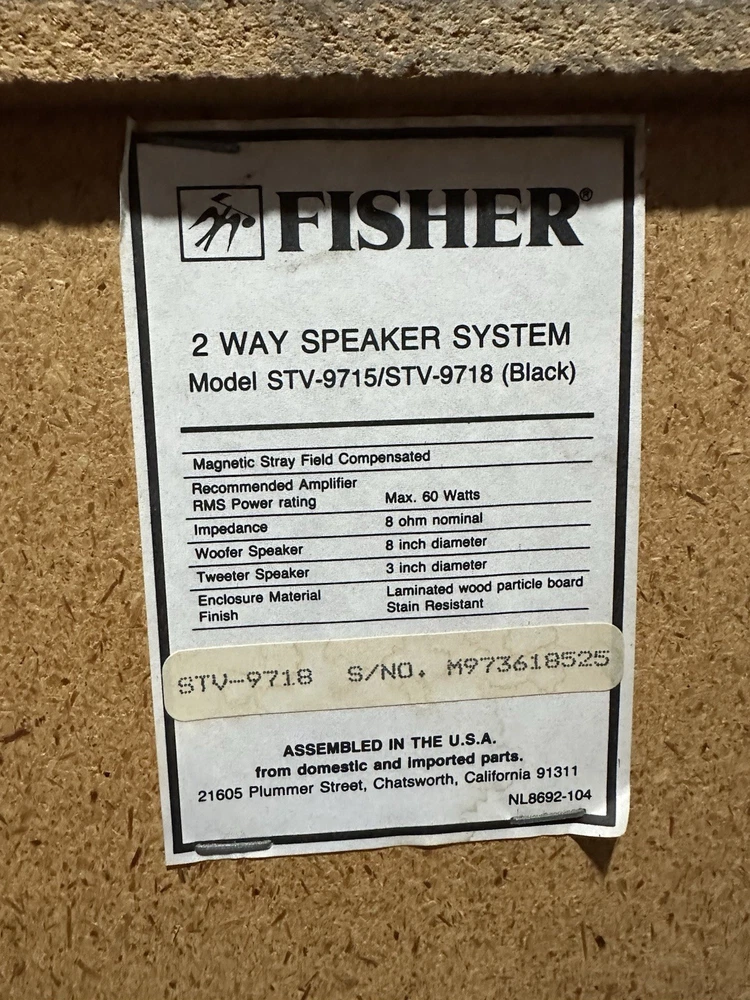 FISHER®
2 WAY SPEAKER SYSTEM
Model STV-9715/STV-9718 (Black)
Magnetic Stray Field Compensated
Recommended Amplifier
RMS Power rating Max. 60 Watts
Impedance 8 ohm nominal
Woofer Speaker 8 inch diameter
Tweeter Speaker 3 inch diameter
Enclosure Material Laminated wood particle board
Finish Stain Resistant
STV-9718 S/NO. M973618525
ASSEMBLED IN THE U.S.A.
from domestic and imported parts.
21605 Plummer Street, Chatsworth, California 91311
NL8692-104